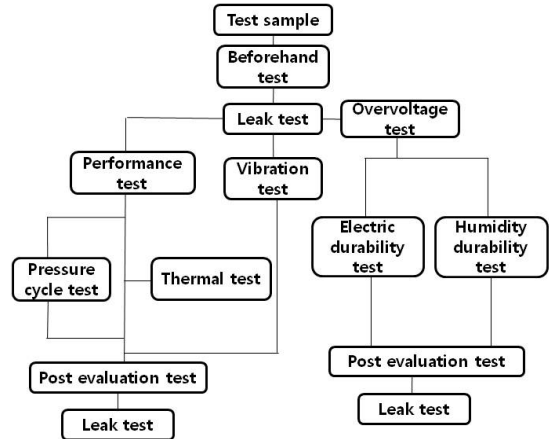 Test sample
Beforehand
test
Leak test
Overvoltage
test
Performance
test
Vibration
test
Electric
durability
test
Humidity
durability
test
Pressure
cycle test
Thermal test
Post evaluation test
Leak test
Post evaluation test
Leak test